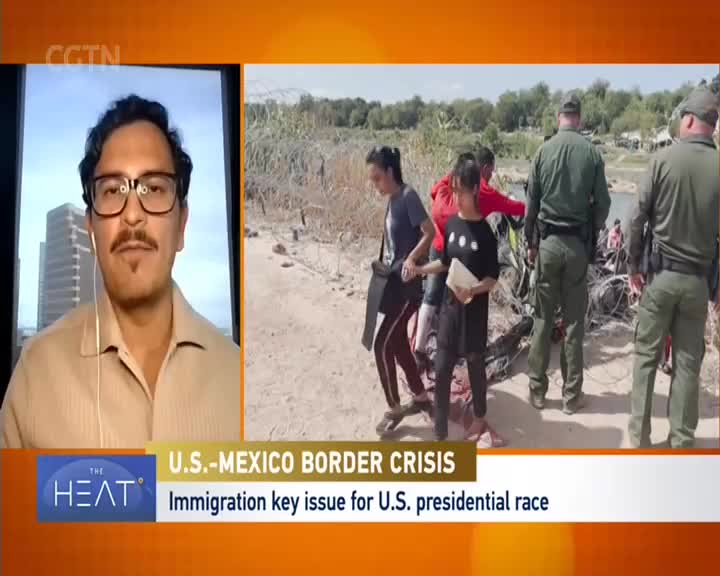 CGTN
U.S.-MEXICO BORDER CRISIS
THE
HEAT
Immigration key issue for U.S. presidential race